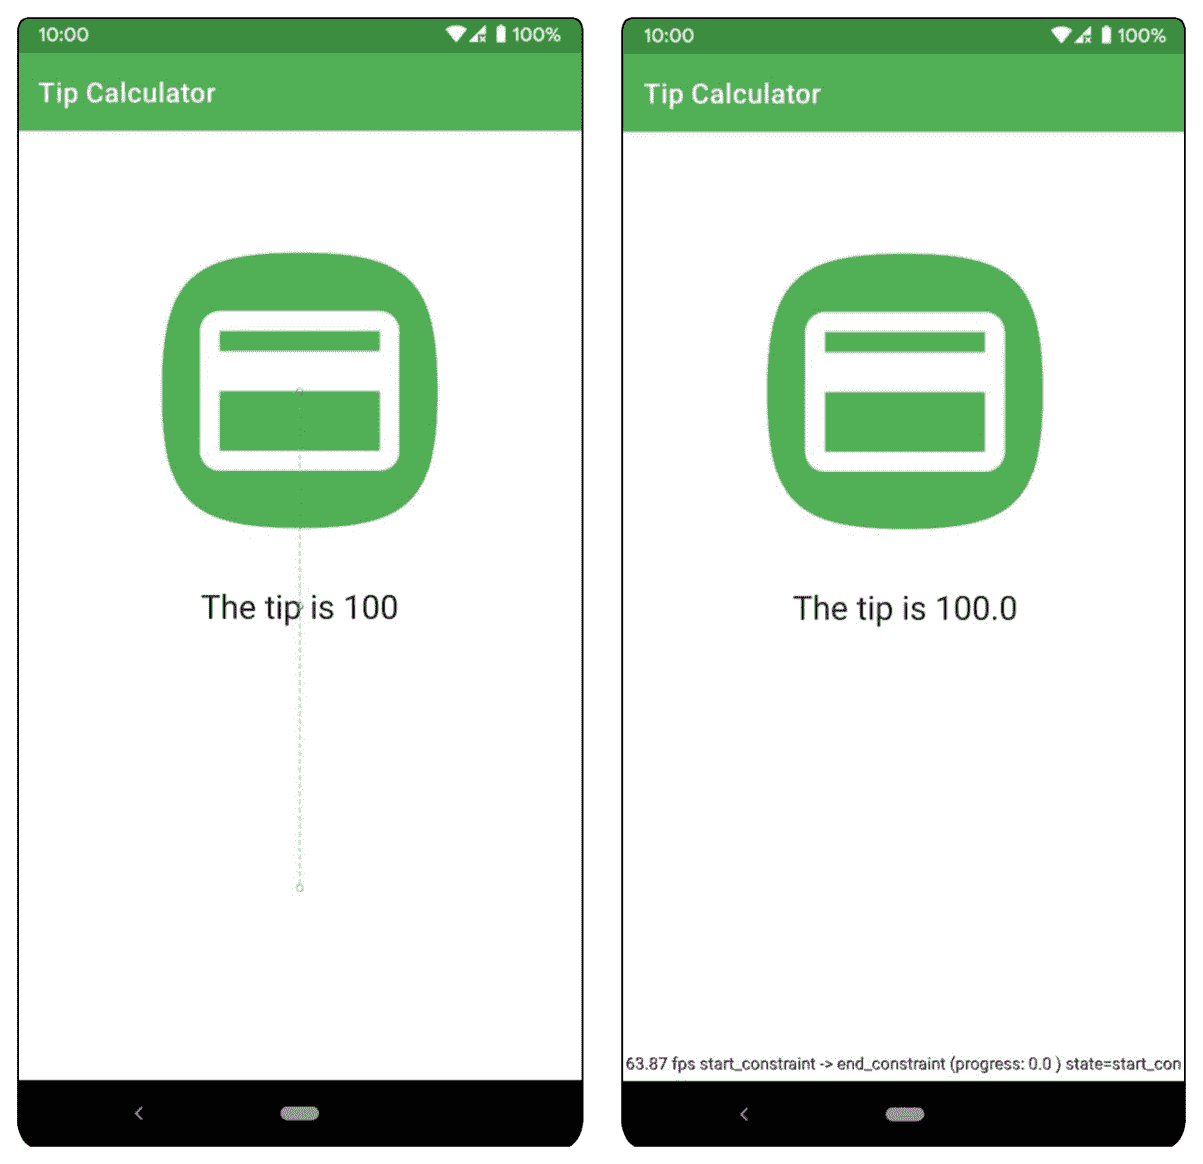 10:00 100%
Tip Calculator
The tip is 100
10:00 100%
Tip Calculator
The tip is 100.0
63.87 fps start_constraint -> end_constraint (progress: 0.0 ) state=start_con